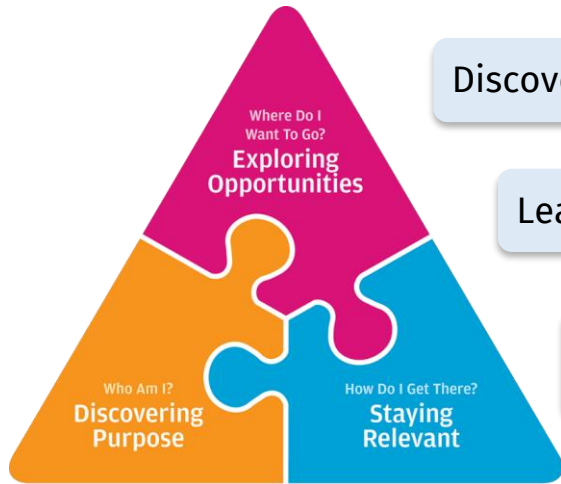 Where Do I
Want To Go?
Exploring
Opportunities
Who Am I?
Discovering
Purpose
How Do I Get There?
Staying
Relevant